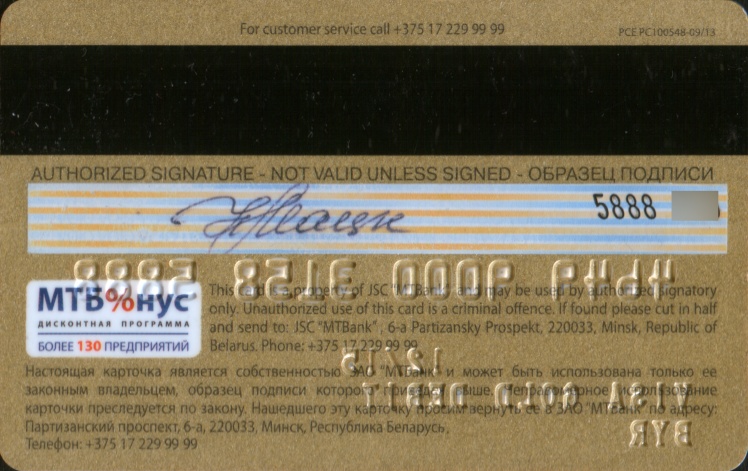 For customer service call +375 17 229 99 99
PCE PC100548-09/13
AUTHORIZED SIGNATURE - NOT VALID UNLESS SIGNED - ОБРАЗЕЦ ПОДПИСИ
5888
МТБ%нус
ДИСКОНТНАЯ ПРОГРАММА
БОЛЕЕ 130 ПРЕДПРИЯТИЙ
This card is a property of JSC "MTBank" and may be used by authorized signatory
only. Unauthorized use of this card is a criminal offence. If found please cut in half
and send to: JSC "MTBank", 6-a Partizansky Prospekt, 220033, Minsk, Republic of
Belarus. Phone: +375 17 229 99 99
Настоящая карточка является собственностью ЗАО "МТБанк" и может быть использована только ее
законным владельцем, образец подписи которого приведен выше. Неправомерное использование
карточки преследуется по закону. Нашедшего эту карточку просим вернуть ее в ЗАО "МТБанк" по адресу:
Партизанский проспект, 6-а, 220033, Минск, Республика Беларусь,
Телефон: +375 17 229 99 99
VISA GOLD DEBIT
BYR